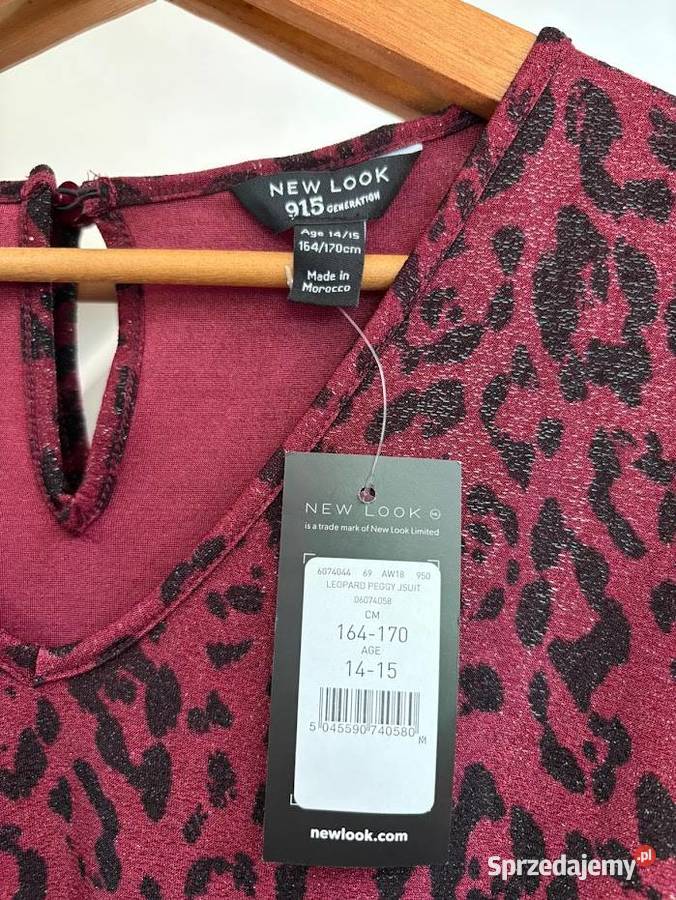 NEW LOOK
915 GENERATION
Age 14/15
164/170cm
Made in
Morocco
NEW LOOK
is a trade mark of New Look Limited
6074044 69 AW18 950
LEOPARD PEGGY JSUIT
06074058
CM
164-170
AGE
14-15
5 045590 740580 M
newlook.com
Sprzedajemy.pl